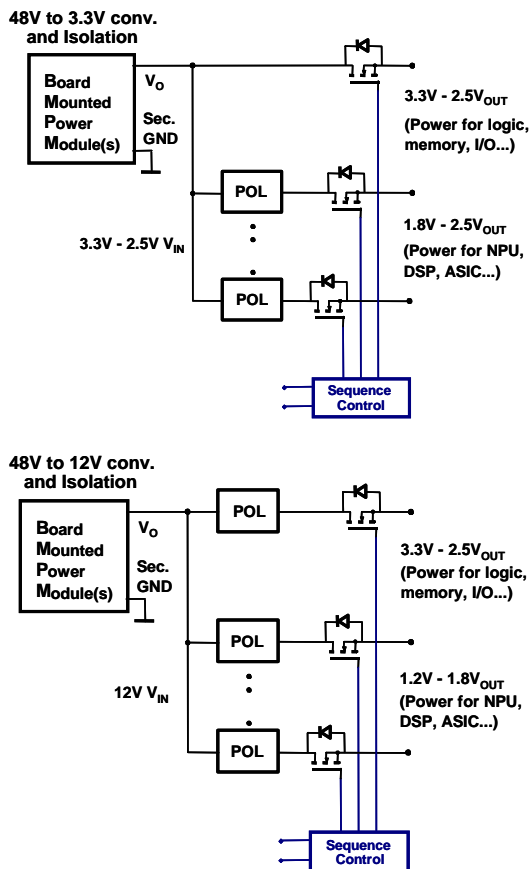 48V to 3.3V conv.
and Isolation
Board
Mounted
Power
Module(s)
VO
Sec.
GND
3.3V - 2.5VOUT
(Power for logic,
memory, I/O...)
POL
3.3V - 2.5V VIN
1.8V - 2.5VOUT
(Power for NPU,
DSP, ASIC...)
POL
Sequence
Control
48V to 12V conv.
and Isolation
Board
Mounted
Power
Module(s)
VO
Sec.
GND
POL
3.3V - 2.5VOUT
(Power for logic,
memory, I/O...)
POL
12V VIN
1.2V - 1.8VOUT
(Power for NPU,
DSP, ASIC...)
POL
Sequence
Control